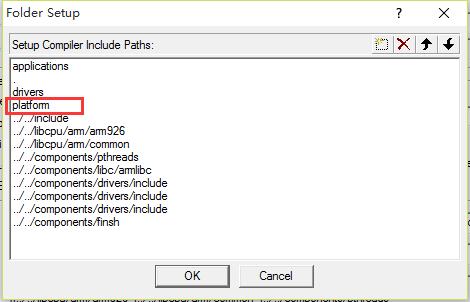 Folder Setup
?
Setup Compiler Include Paths:
applications
.
drivers
platform
../../include
../../libcpu/arm/arm926
../../libcpu/arm/common
../../components/pthreads
../../components/libc/armlibc
../../components/drivers/include
../../components/drivers/include
../../components/drivers/include
../../components/finsh
OK
Cancel